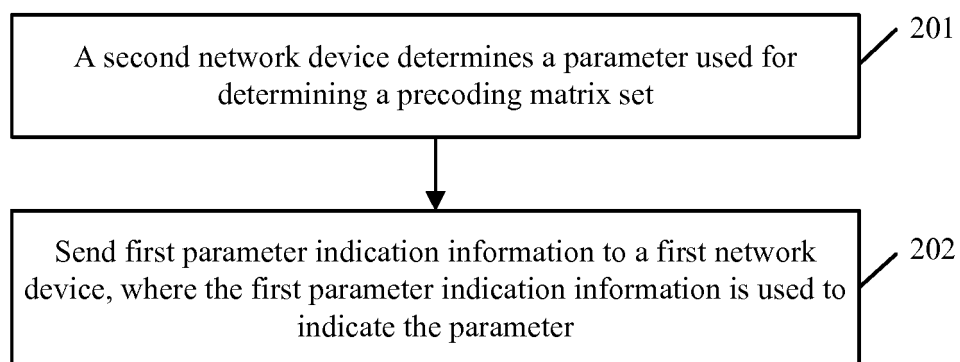 A second network device determines a parameter used for
determining a precoding matrix set
201
Send first parameter indication information to a first network
device, where the first parameter indication information is used to
indicate the parameter
202